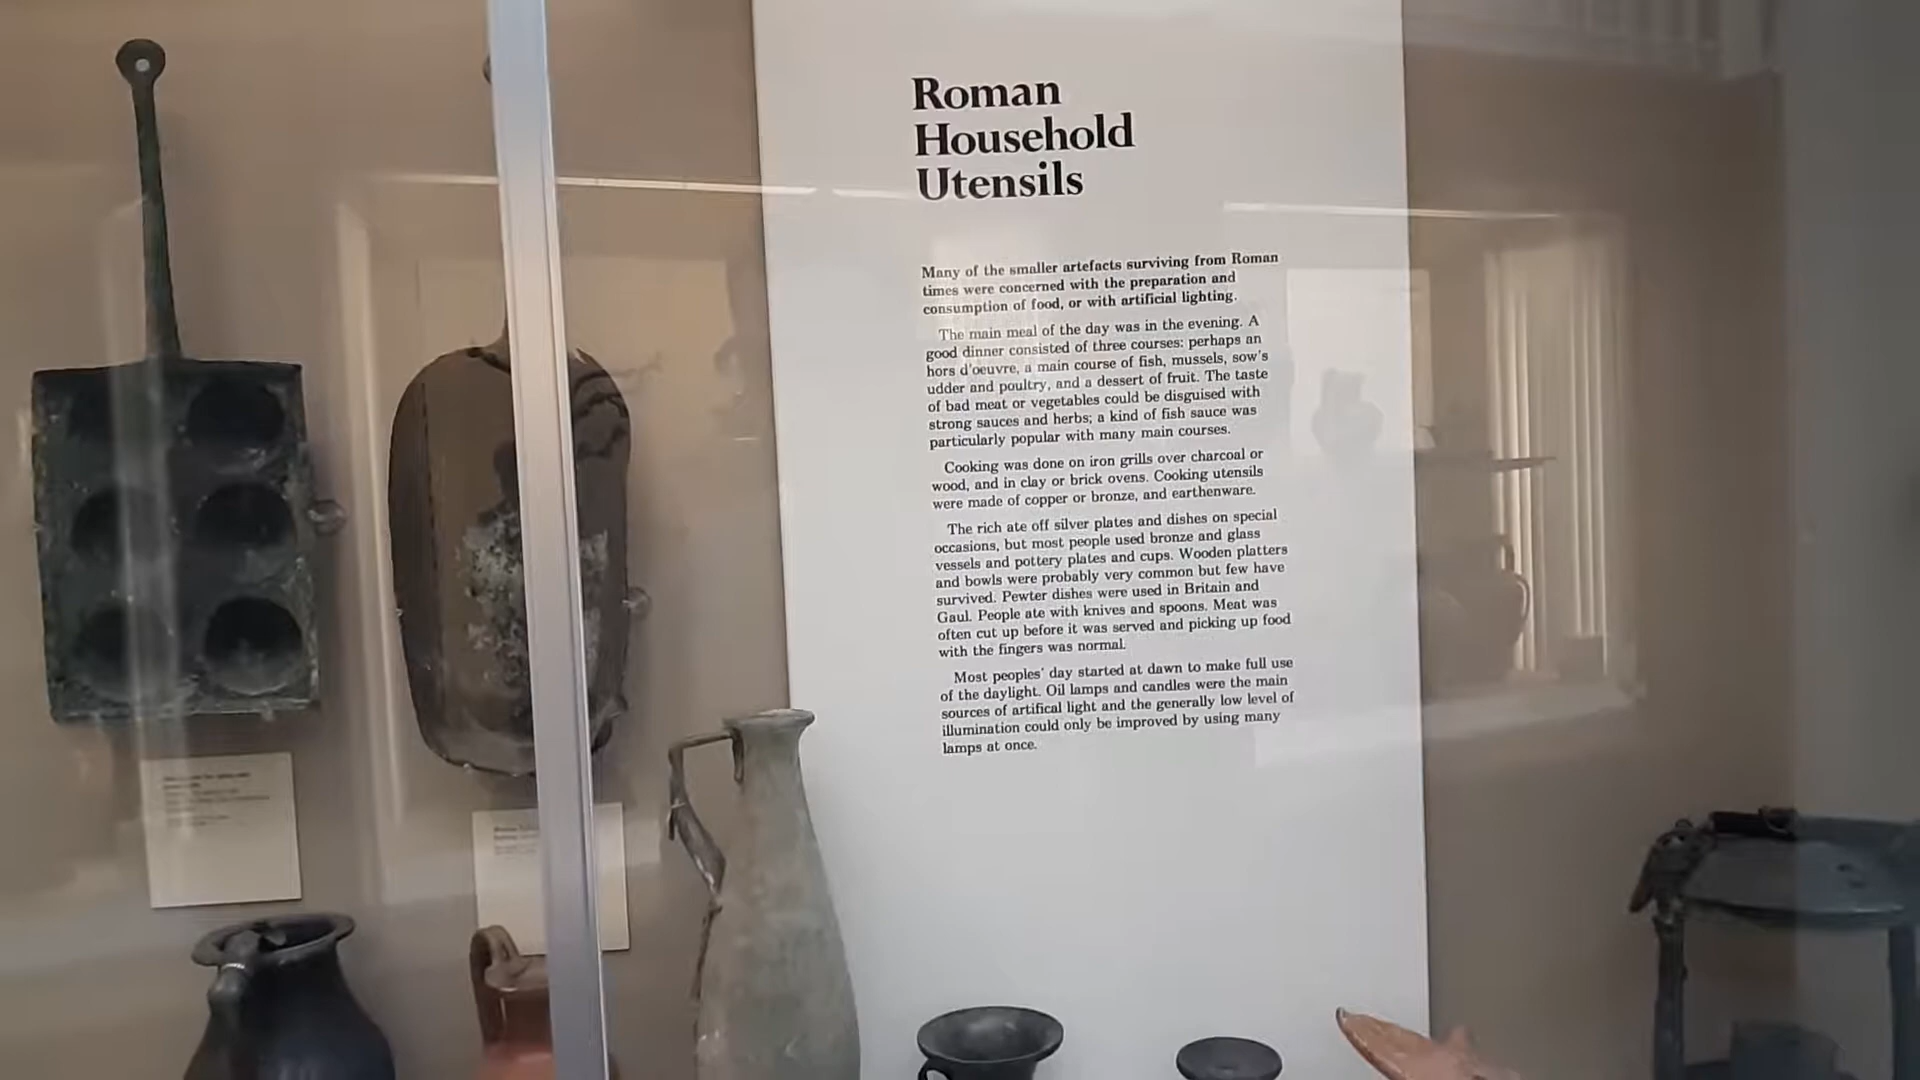 Roman
Household
Utensils
Many of the smaller artefacts surviving from Roman
times were concerned with the preparation and
consumption of food, or with artificial lighting.
The main meal of the day was in the evening. A
good dinner consisted of three courses: perhaps an
hors d'oeuvre, a main course of fish, mussels, sow's
udder and poultry, and a dessert of fruit. The taste
of bad meat or vegetables could be disguised with
strong sauces and herbs; a kind of fish sauce was
particularly popular with many main courses.
Cooking was done on iron grills over charcoal or
wood, and in clay or brick ovens. Cooking utensils
were made of copper or bronze, and earthenware.
The rich ate off silver plates and dishes on special
occasions, but most people used bronze and glass
vessels and pottery plates and cups. Wooden platters
and bowls were probably very common but few have
survived. Pewter dishes were used in Britain and
Gaul. People ate with knives and spoons. Meat was
often cut up before it was served and picking up food
with the fingers was normal.
Most peoples' day started at dawn to make full use
of the daylight. Oil lamps and candles were the main
sources of artifical light and the generally low level of
illumination could only be improved by using many
lamps at once.